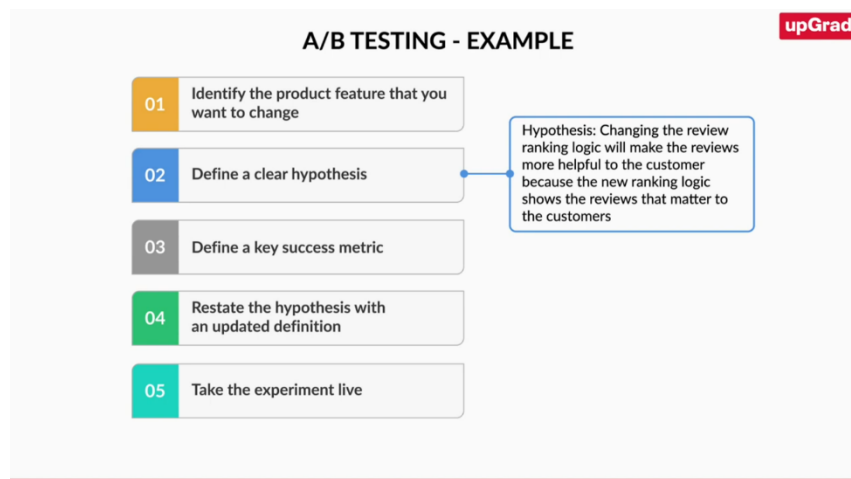 upGrad
A/B TESTING - EXAMPLE
01
Identify the product feature that you
want to change
02
Define a clear hypothesis
Hypothesis: Changing the review
ranking logic will make the reviews
more helpful to the customer
because the new ranking logic
shows the reviews that matter to
the customers
03
Define a key success metric
04
Restate the hypothesis with
an updated definition
05
Take the experiment live